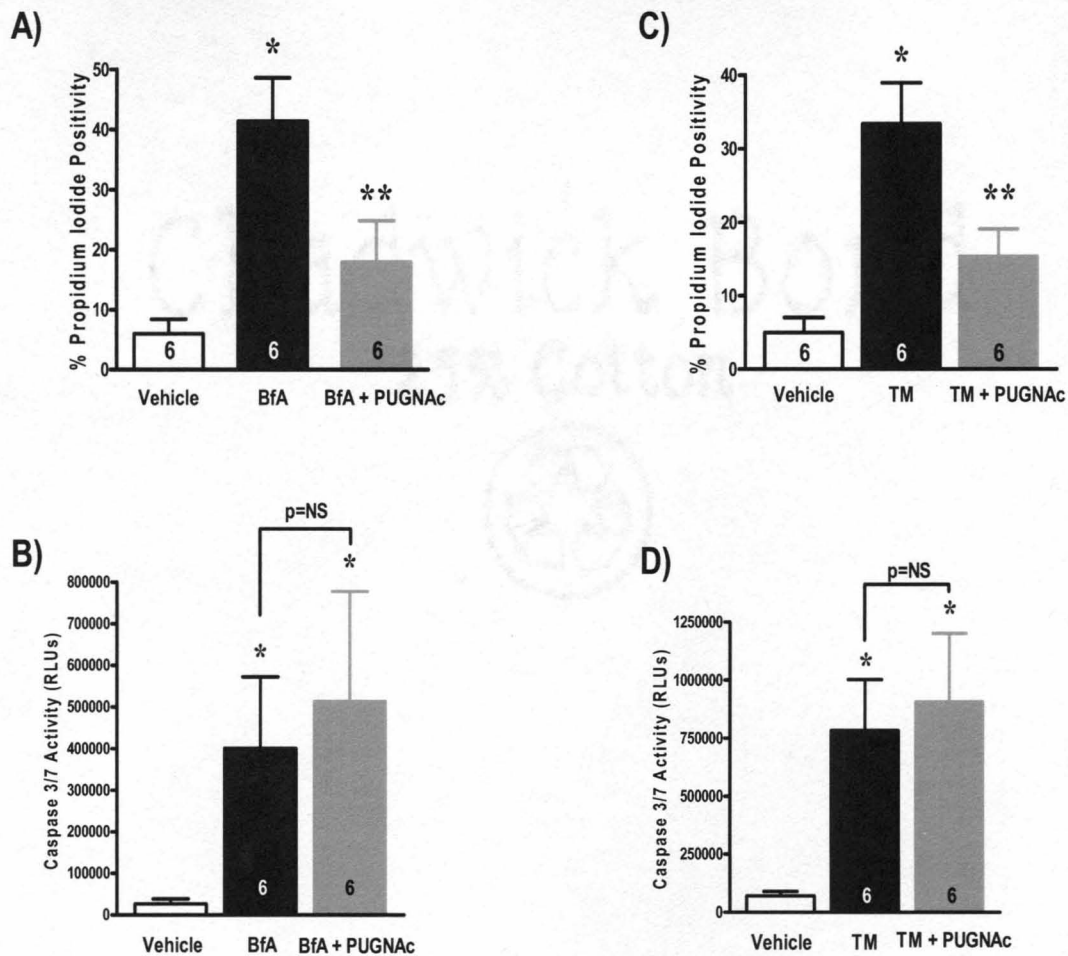 A)
% Propidium Iodide Positivity
50
40
30
20
10
0
*
**
6
6
6
Vehicle
BfA
BfA + PUGNAc
C)
% Propidium Iodide Positivity
40
30
20
10
0
*
**
6
6
6
Vehicle
TM
TM + PUGNAc
B)
Caspase 3/7 Activity (RLUs)
800000
700000
600000
500000
400000
300000
200000
100000
0
p=NS
*
*
6
6
Vehicle
BfA
BfA + PUGNAc
D)
Caspase 3/7 Activity (RLUs)
1250000
1000000
750000
500000
250000
0
p=NS
*
*
6
6
Vehicle
TM
TM + PUGNAc
Cotton